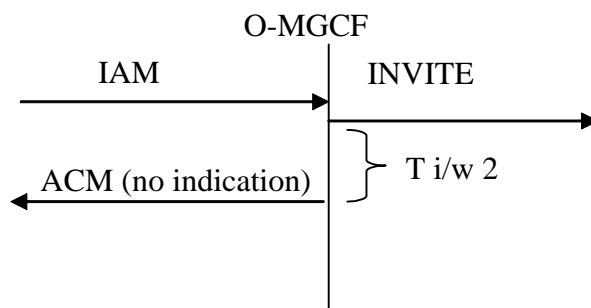 O-MGCF
IAM
INVITE
T i/w 2
ACM (no indication)